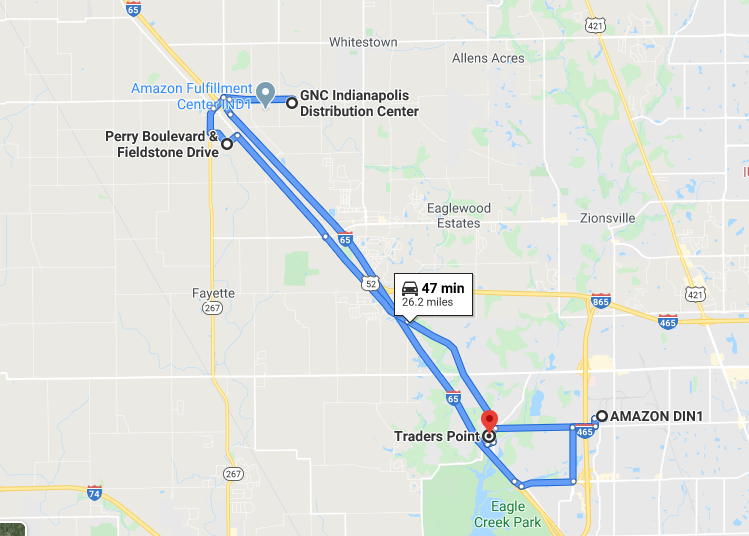 65
421
Whitestown
Allens Acres
Amazon Fulfillment
Center IND1
GNC Indianapolis
Distribution Center
Perry Boulevard &
Fieldstone Drive
Eaglewood
Estates
Zionsville
65
52
47 min
26.2 miles
Fayette
267
865
421
465
65
AMAZON DIN1
Traders Point
465
267
74
Eagle
Creek Park